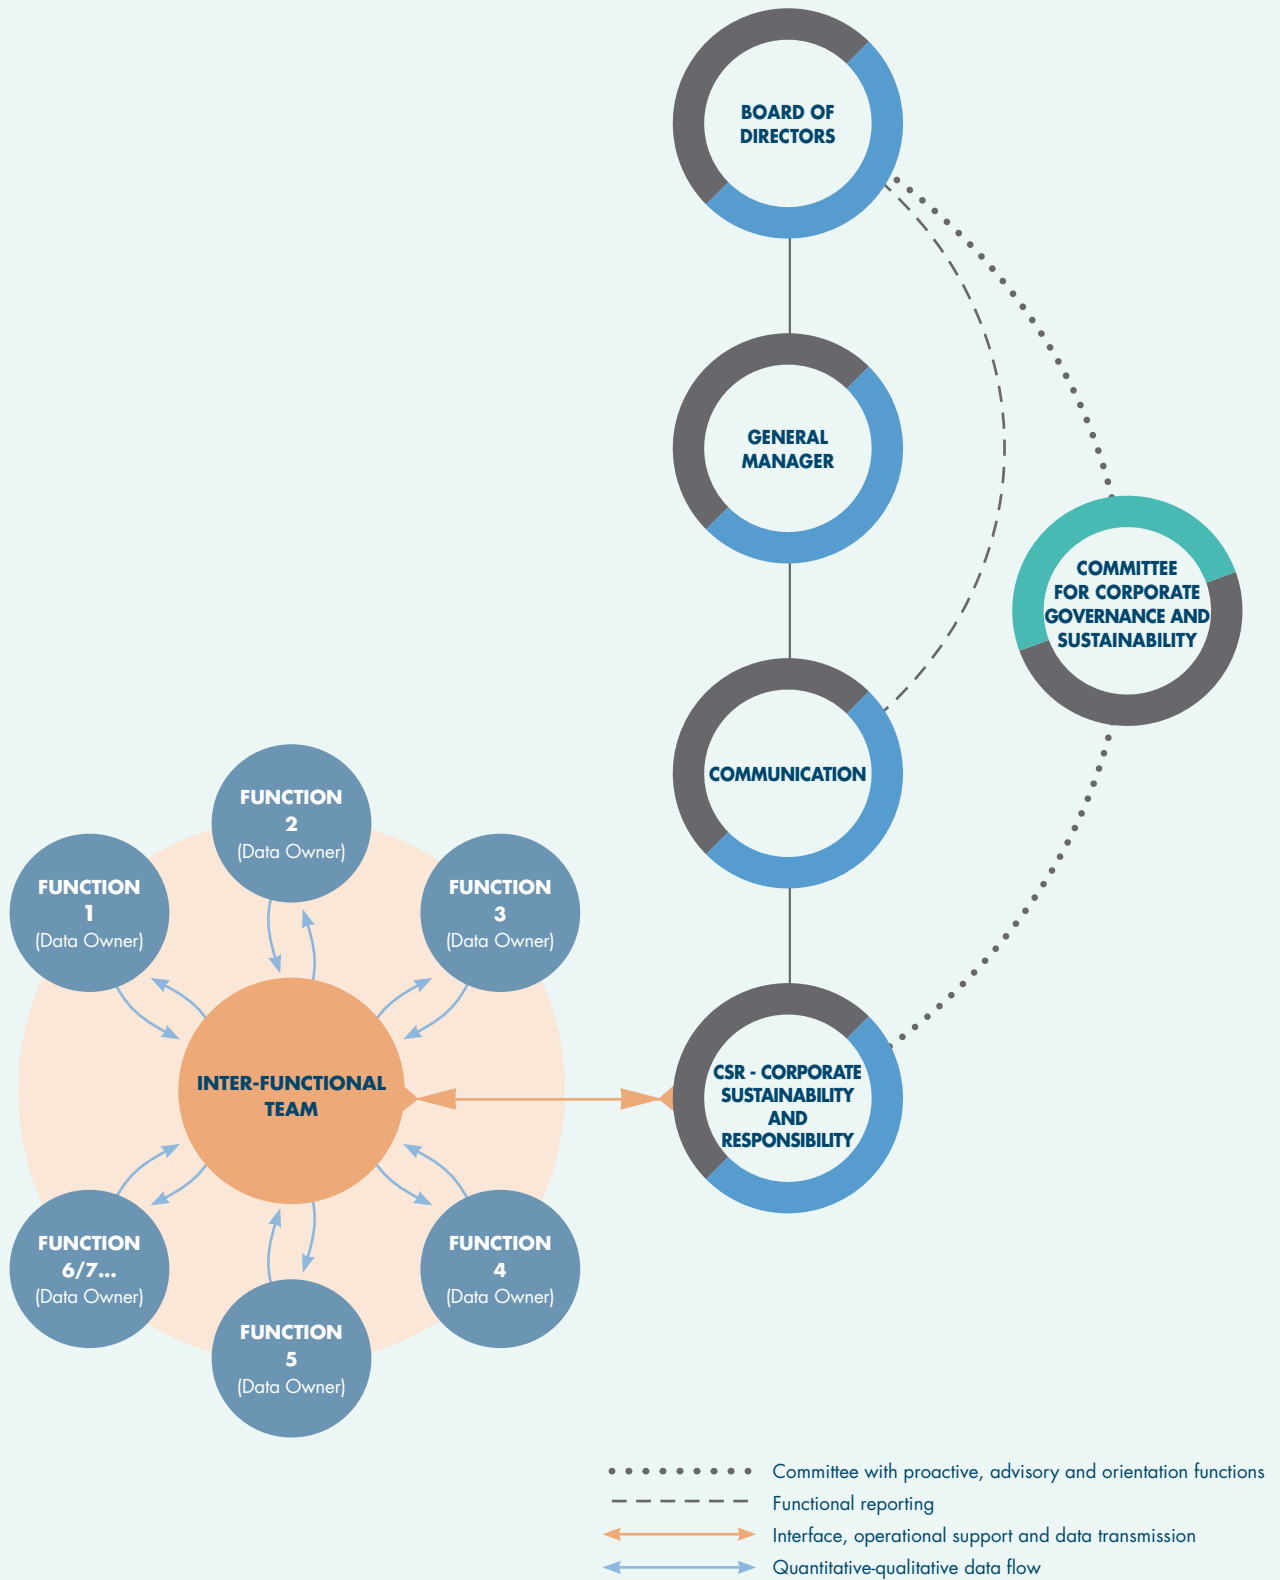 BOARD OF
DIRECTORS
GENERAL
MANAGER
COMMITTEE
FOR CORPORATE
GOVERNANCE AND
SUSTAINABILITY
COMMUNICATION
FUNCTION
2
(Data Owner)
FUNCTION
1
(Data Owner)
FUNCTION
3
(Data Owner)
INTER-FUNCTIONAL
TEAM
CSR - CORPORATE
SUSTAINABILITY
AND
RESPONSIBILITY
FUNCTION
6/7...
(Data Owner)
FUNCTION
4
(Data Owner)
FUNCTION
5
(Data Owner)
Committee with proactive, advisory and orientation functions
Functional reporting
Interface, operational support and data transmission
Quantitative-qualitative data flow